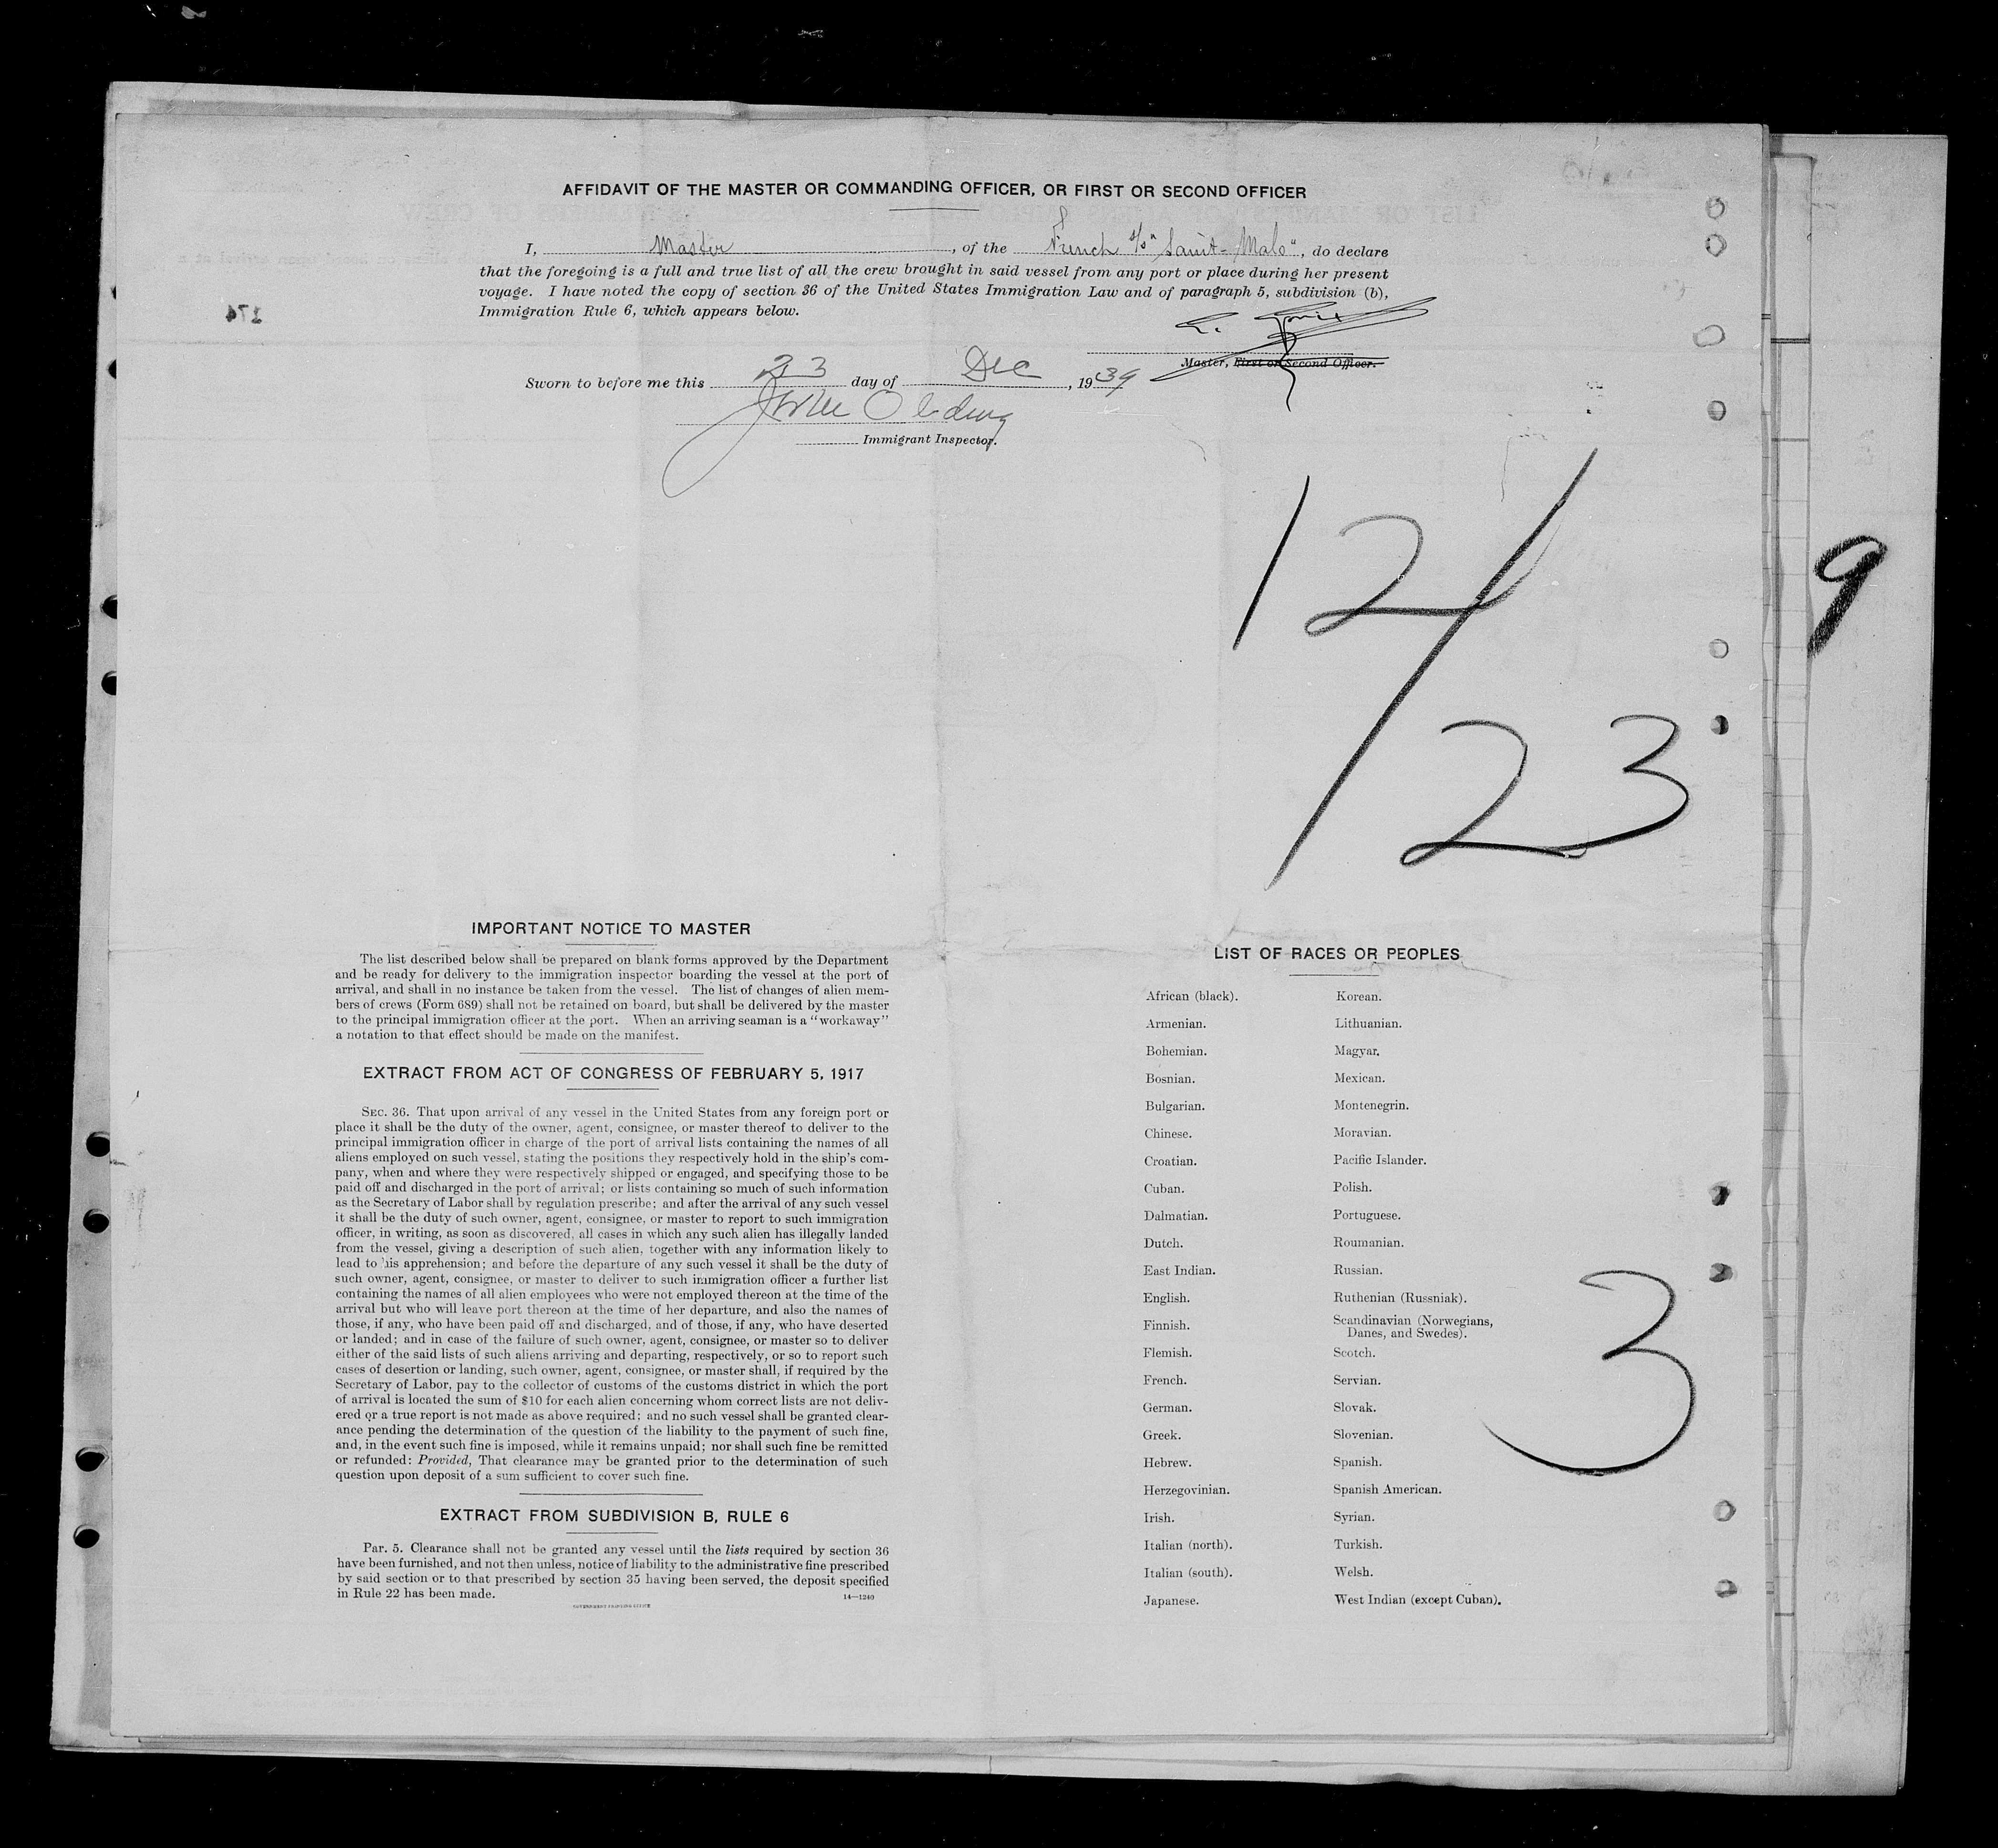 AFFIDAVIT OF THE MASTER OR COMMANDING OFFICER, OR FIRST OR SECOND OFFICER
I, Master, of the French s/s "Saint-Malo", do declare
that the foregoing is a full and true list of all the crew brought in said vessel from any port or place during her present
voyage. I have noted the copy of section 36 of the United States Immigration Law and of paragraph 5, subdivision (b),
Immigration Rule 6, which appears below.
174
Master, First or Second Officer.
Sworn to before me this 23 day of Dec, 1939
Immigrant Inspector.
12/23
9
IMPORTANT NOTICE TO MASTER
The list described below shall be prepared on blank forms approved by the Department
and be ready for delivery to the immigration inspector boarding the vessel at the port of
arrival, and shall in no instance be taken from the vessel. The list of changes of alien mem-
bers of crews (Form 689) shall not be retained on board, but shall be delivered by the master
to the principal immigration officer at the port. When an arriving seaman is a "workaway"
a notation to that effect should be made on the manifest.
EXTRACT FROM ACT OF CONGRESS OF FEBRUARY 5, 1917
SEC. 36. That upon arrival of any vessel in the United States from any foreign port or
place it shall be the duty of the owner, agent, consignee, or master thereof to deliver to the
principal immigration officer in charge of the port of arrival lists containing the names of all
aliens employed on such vessel, stating the positions they respectively hold in the ship's com-
pany, when and where they were respectively shipped or engaged, and specifying those to be
paid off and discharged in the port of arrival; or lists containing so much of such information
as the Secretary of Labor shall by regulation prescribe; and after the arrival of any such vessel
it shall be the duty of such owner, agent, consignee, or master to report to such immigration
officer, in writing, as soon as discovered, all cases in which any such alien has illegally landed
from the vessel, giving a description of such alien, together with any information likely to
lead to his apprehension; and before the departure of any such vessel it shall be the duty of
such owner, agent, consignee, or master to deliver to such immigration officer a further list
containing the names of all alien employees who were not employed thereon at the time of the
arrival but who will leave port thereon at the time of her departure, and also the names of
those, if any, who have been paid off and discharged, and of those, if any, who have deserted
or landed; and in case of the failure of such owner, agent, consignee, or master so to deliver
either of the said lists of such aliens arriving and departing, respectively, or so to report such
cases of desertion or landing, such owner, agent, consignee, or master shall, if required by the
Secretary of Labor, pay to the collector of customs of the customs district in which the port
of arrival is located the sum of $10 for each alien concerning whom correct lists are not deliv-
ered or a true report is not made as above required; and no such vessel shall be granted clear-
ance pending the determination of the question of the liability to the payment of such fine,
and, in the event such fine is imposed, while it remains unpaid; nor shall such fine be remitted
or refunded: Provided, That clearance may be granted prior to the determination of such
question upon deposit of a sum sufficient to cover such fine.
EXTRACT FROM SUBDIVISION B, RULE 6
Par. 5. Clearance shall not be granted any vessel until the lists required by section 36
have been furnished, and not then unless, notice of liability to the administrative fine prescribed
by said section or to that prescribed by section 35 having been served, the deposit specified
in Rule 22 has been made. 14—1240
GOVERNMENT PRINTING OFFICE
LIST OF RACES OR PEOPLES
African (black).
Armenian.
Bohemian.
Bosnian.
Bulgarian.
Chinese.
Croatian.
Cuban.
Dalmatian.
Dutch.
East Indian.
English.
Finnish.
Flemish.
French.
German.
Greek.
Hebrew.
Herzegovinian.
Irish.
Italian (north).
Italian (south).
Japanese.
Korean.
Lithuanian.
Magyar.
Mexican.
Montenegrin.
Moravian.
Pacific Islander.
Polish.
Portuguese.
Roumanian.
Russian.
Ruthenian (Russniak).
Scandinavian (Norwegians,
Danes, and Swedes).
Scotch.
Servian.
Slovak.
Slovenian.
Spanish.
Spanish American.
Syrian.
Turkish.
Welsh.
West Indian (except Cuban).
3